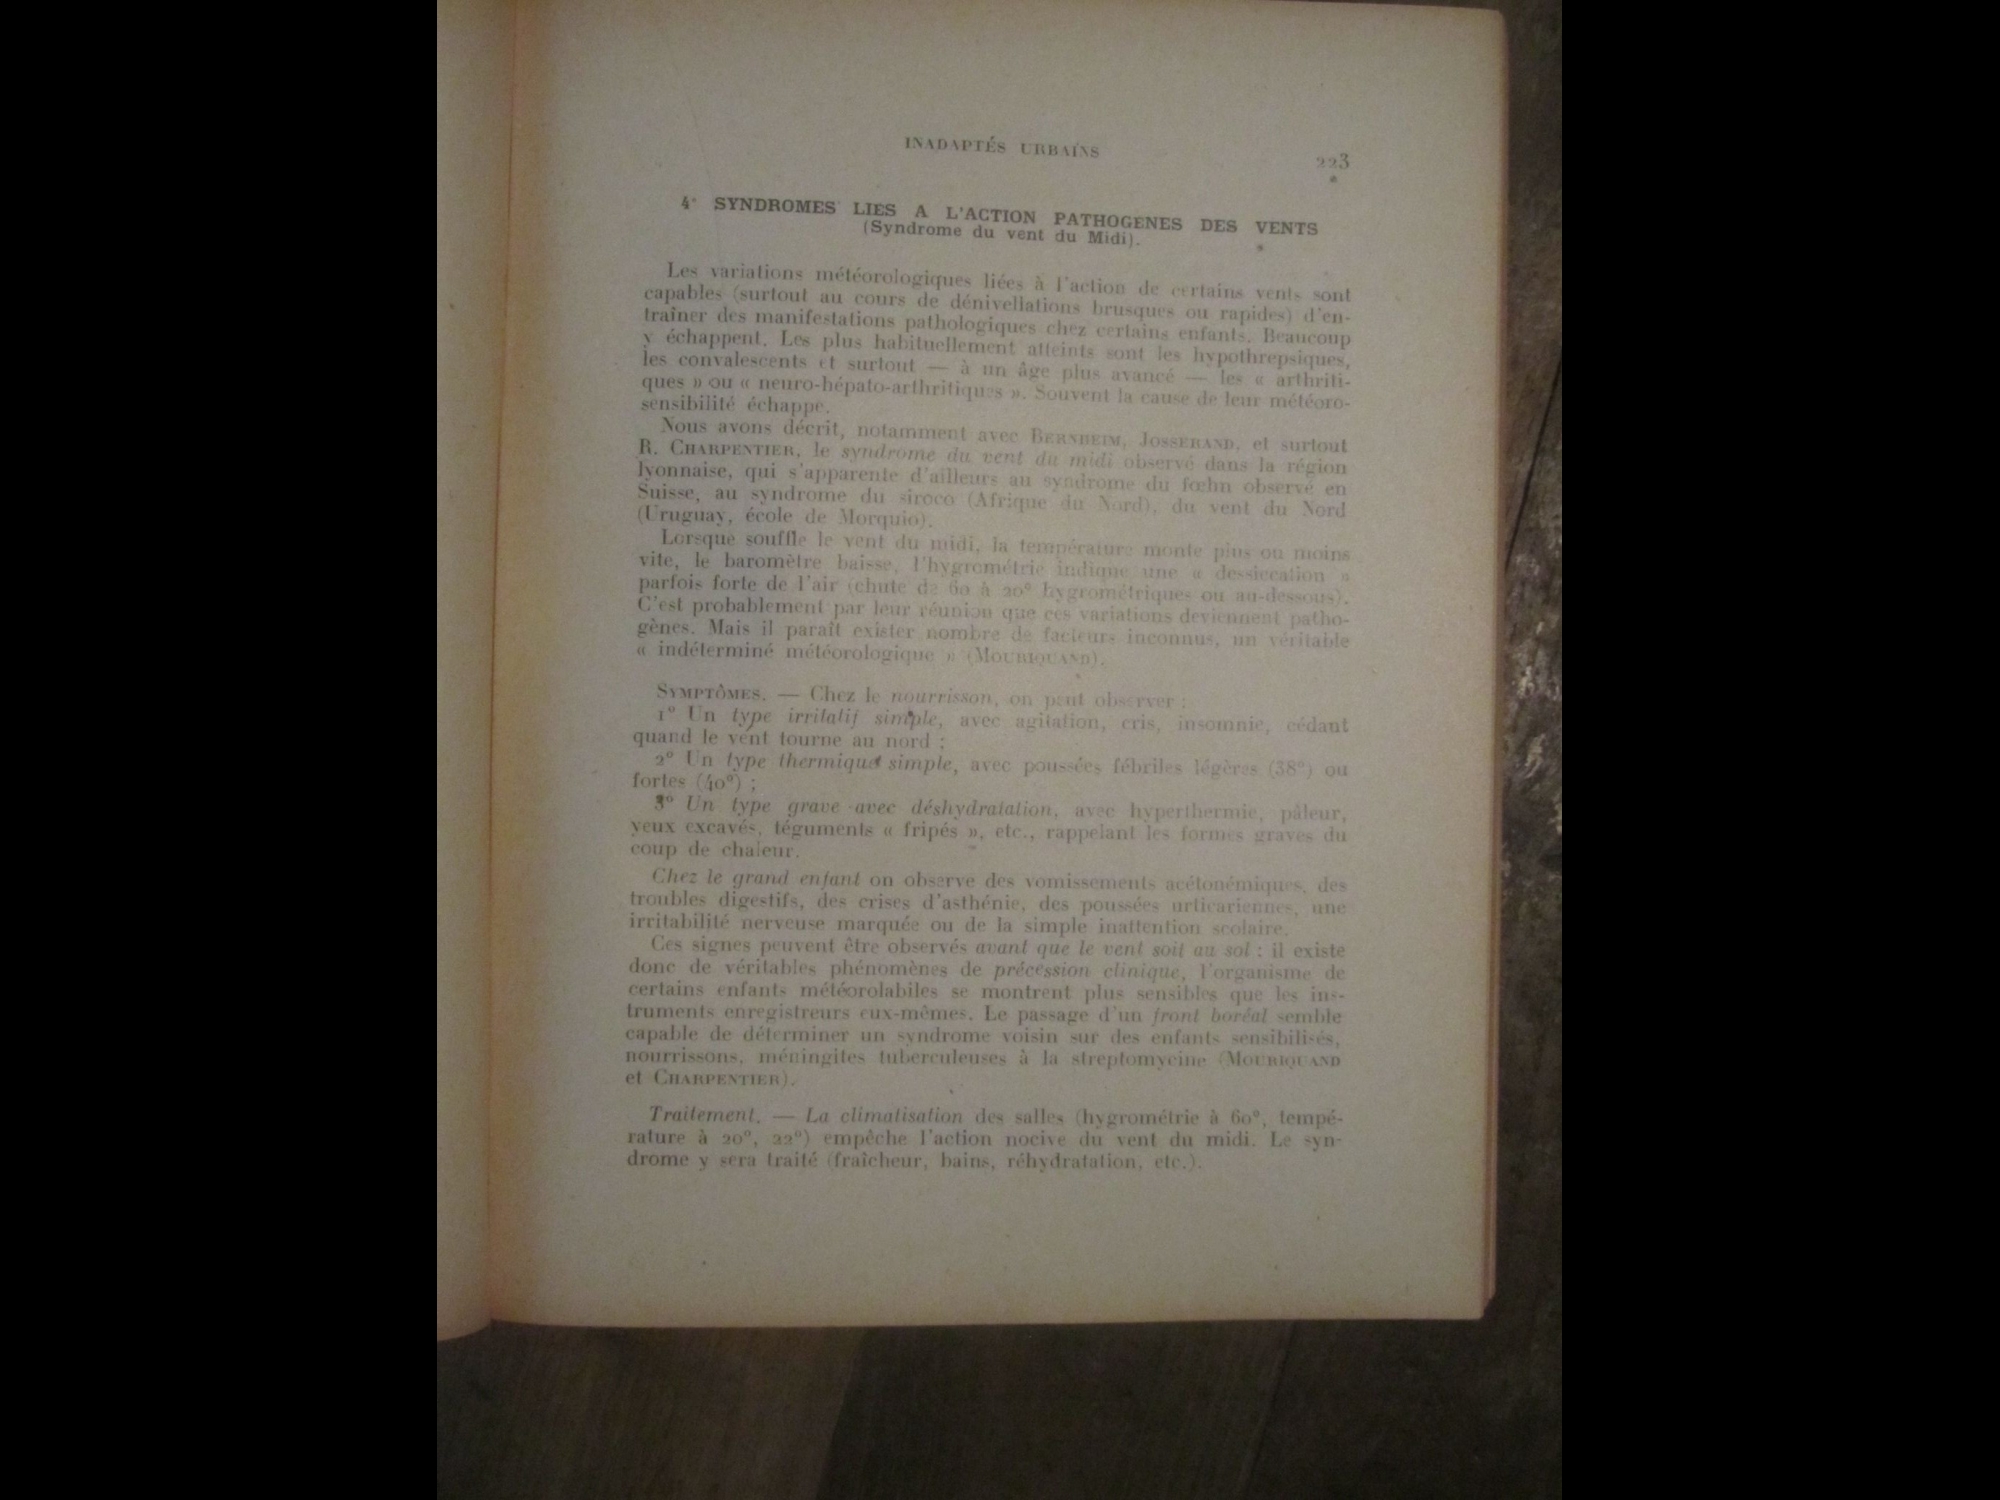 INADAPTÉS URBAINS
223
4° SYNDROMES LIES A L'ACTION PATHOGENES DES VENTS
(Syndrome du vent du Midi).
Les variations météorologiques liées à l'action de certains vents sont
capables (surtout au cours de dénivellations brusques ou rapides) d'en-
traîner des manifestations pathologiques chez certains enfants. Beaucoup
y échappent. Les plus habituellement atteints sont les hypothrepsiques,
les convalescents et surtout — à un âge plus avancé — les « arthriti-
ques » ou « neuro-hépato-arthritiques ». Souvent la cause de leur météoro-
sensibilité échappe.
Nous avons décrit, notamment avec BERNHEIM, JOSSERAND, et surtout
R. CHARPENTIER, le syndrome du vent du midi observé dans la région
lyonnaise, qui s'apparente d'ailleurs au syndrome du fœhn observé en
Suisse, au syndrome du siroco (Afrique du Nord), du vent du Nord
(Uruguay, école de Morquio).
Lorsque souffle le vent du midi, la température monte plus ou moins
vite, le baromètre baisse, l'hygrométrie indique une « dessiccation »
parfois forte de l'air (chute de 60 à 20° hygrométriques ou au-dessous).
C'est probablement par leur réunion que ces variations deviennent patho-
gènes. Mais il paraît exister nombre de facteurs inconnus, un véritable
« indéterminé météorologique » (MOURIQUAND).
SYMPTÔMES. — Chez le nourrisson, on peut observer :
1° Un type irritatif simple, avec agitation, cris, insomnie, cédant
quand le vent tourne au nord ;
2° Un type thermique simple, avec poussées fébriles légères (38°) ou
fortes (40°) ;
3° Un type grave avec déshydratation, avec hyperthermie, pâleur,
yeux excavés, téguments « fripés », etc., rappelant les formes graves du
coup de chaleur.
Chez le grand enfant on observe des vomissements acétonémiques, des
troubles digestifs, des crises d'asthénie, des poussées urticariennes, une
irritabilité nerveuse marquée ou de la simple inattention scolaire.
Ces signes peuvent être observés avant que le vent soit au sol : il existe
donc de véritables phénomènes de précession clinique, l'organisme de
certains enfants météorolabiles se montrent plus sensibles que les ins-
truments enregistreurs eux-mêmes. Le passage d'un front boréal semble
capable de déterminer un syndrome voisin sur des enfants sensibilisés,
nourrissons, méningites tuberculeuses à la streptomycine (MOURIQUAND
et CHARPENTIER).
Traitement. — La climatisation des salles (hygrométrie à 60°, tempé-
rature à 20°, 22°) empêche l'action nocive du vent du midi. Le syn-
drome y sera traité (fraîcheur, bains, réhydratation, etc.).